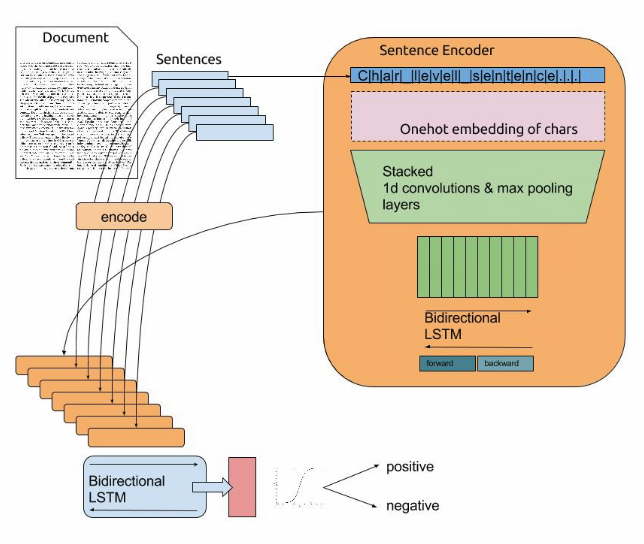 Document
Sentences
Sentence Encoder
C|h|a|r|_|l|e|v|e|l|_|s|e|n|t|e|n|c|e|.|.|.|
Onehot embedding of chars
Stacked
1d convolutions & max pooling
layers
encode
Bidirectional
LSTM
forward
backward
Bidirectional
LSTM
positive
negative